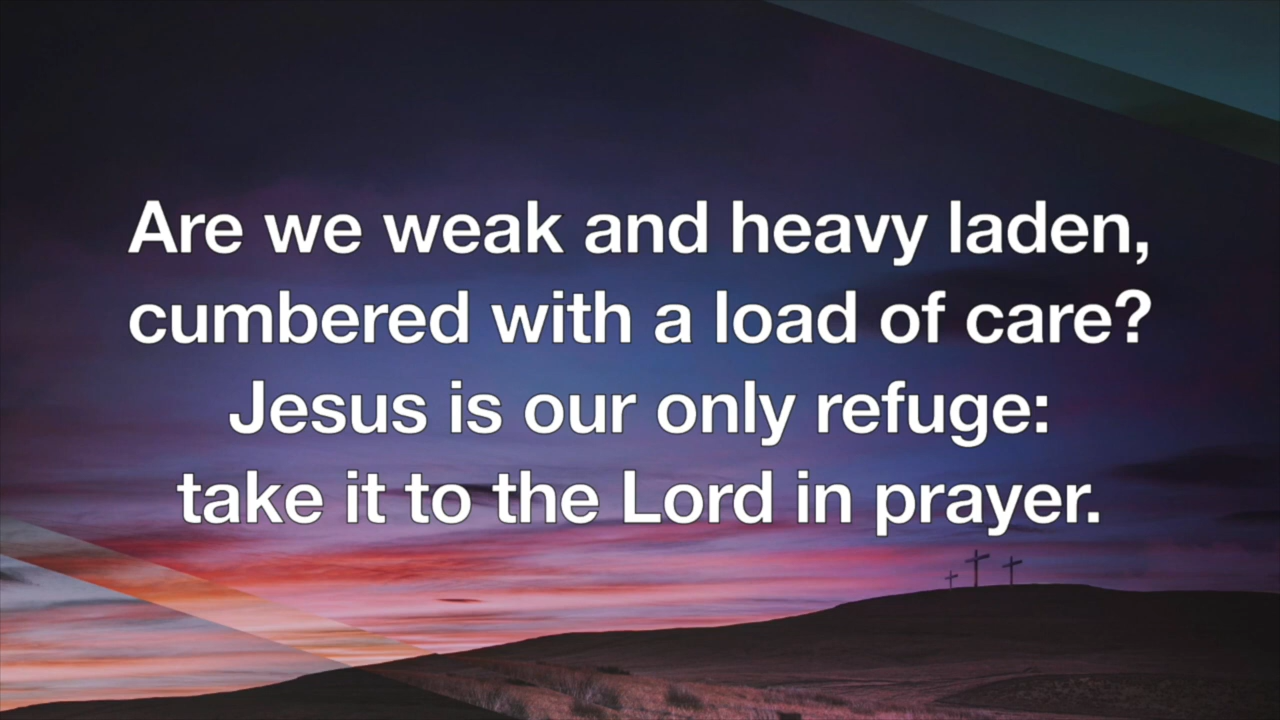 Are we weak and heavy laden,
cumbered with a load of care?
Jesus is our only refuge:
take it to the Lord in prayer.